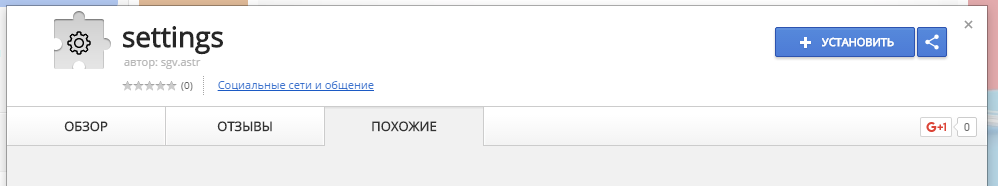 settings
автор: sgv.astr
(0)
Социальные сети и общение
УСТАНОВИТЬ
ОБЗОР
ОТЗЫВЫ
ПОХОЖИЕ
G+1
0